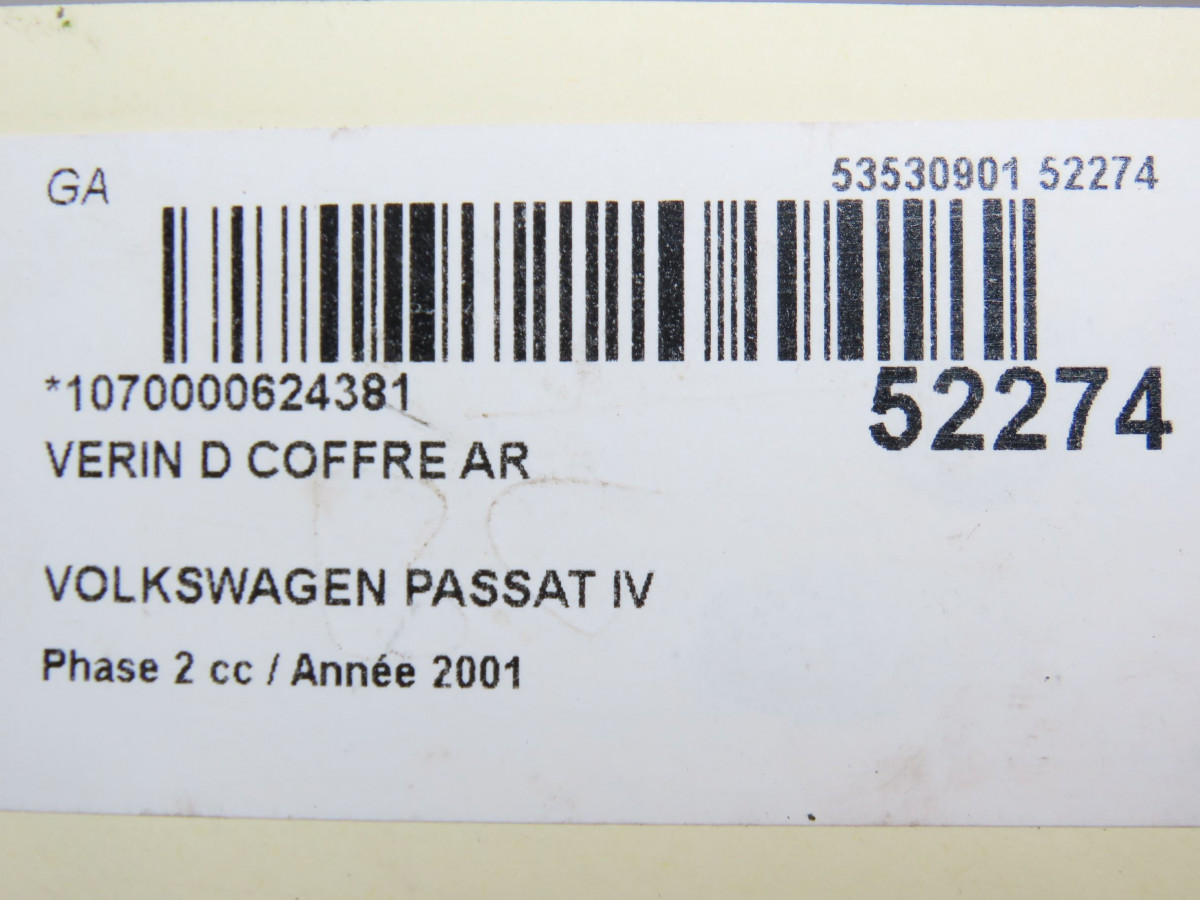 GA
53530901 52274
*1070000624381
52274
VERIN D COFFRE AR
VOLKSWAGEN PASSAT IV
Phase 2 cc / Année 2001